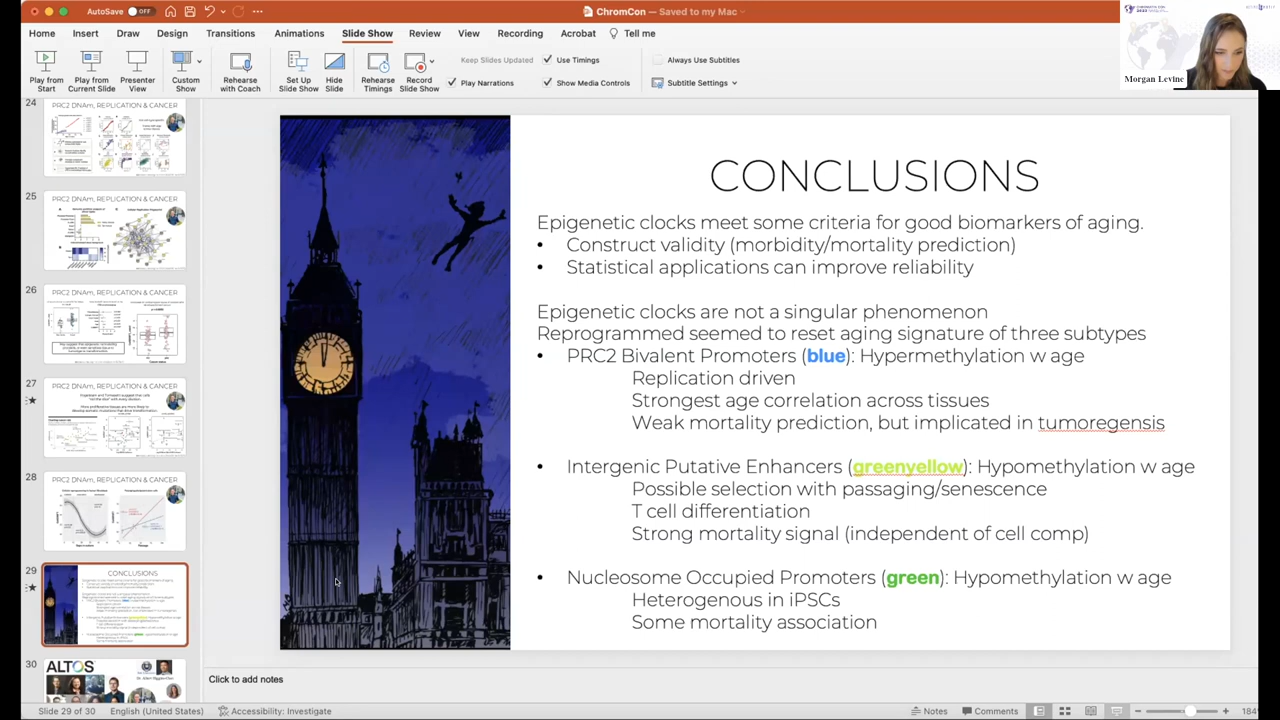 AutoSave OFF
ChromCon — Saved to my Mac
Home Insert Draw Design Transitions Animations Slide Show Review View Recording Acrobat Tell me
Play from Start
Play from Current Slide
Presenter View
Custom Show
Rehearse with Coach
Set Up Slide Show
Hide Slide
Rehearse Timings
Record Slide Show
Keep Slides Updated
Play Narrations
Use Timings
Show Media Controls
Always Use Subtitles
Subtitle Settings
Morgan Levine
24
PRC2 DNAm, REPLICATION & CANCER
25
PRC2 DNAm, REPLICATION & CANCER
26
PRC2 DNAm, REPLICATION & CANCER
27
PRC2 DNAm, REPLICATION & CANCER
28
PRC2 DNAm, REPLICATION & CANCER
29
CONCLUSIONS
30
ALTOS
CONCLUSIONS
Epigenetic clocks meet some criteria for good biomarkers of aging.
• Construct validity (morbidity/mortality prediction)
• Statistical applications can improve reliability
Epigenetic clocks are not a singular phenomenon
Reprogrammed seemed to reset aging signature of three subtypes
• PRC2 Bivalent Promoters (blue): Hypermethylation w age
Replication driven
Strongest age correlation across tissues
Weak mortality prediction, but implicated in tumoregensis
• Intergenic Putative Enhancers (greenyellow): Hypomethylation w age
Possible selection with passaging/senescence
T cell differentiation
Strong mortality signal independent of cell comp)
Nucleosome Occupied Enhancers (green): Hypomethylation w age
Heterogenous in iPSCs
Some mortality association
Click to add notes
Slide 29 of 30 English (United States) Accessibility: Investigate Notes Comments 184